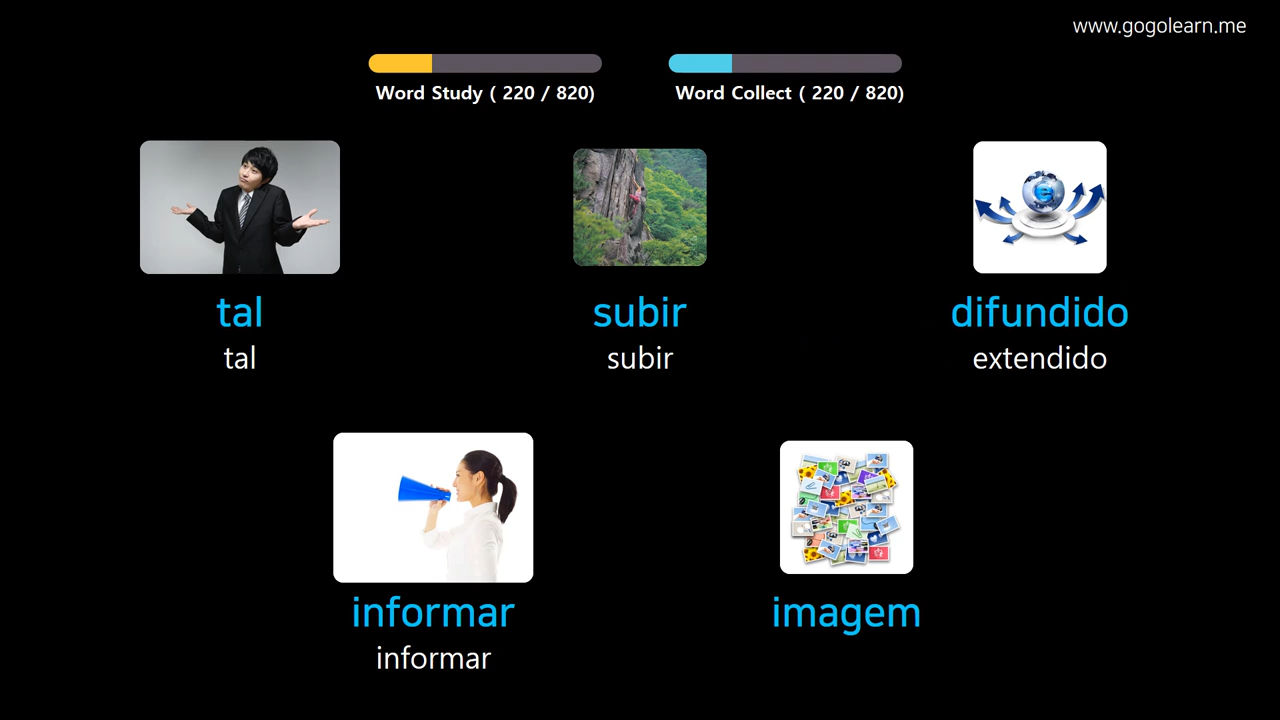 www.gogolearn.me
Word Study ( 220 / 820)
Word Collect ( 220 / 820)
tal
tal
subir
subir
difundido
extendido
informar
informar
imagem